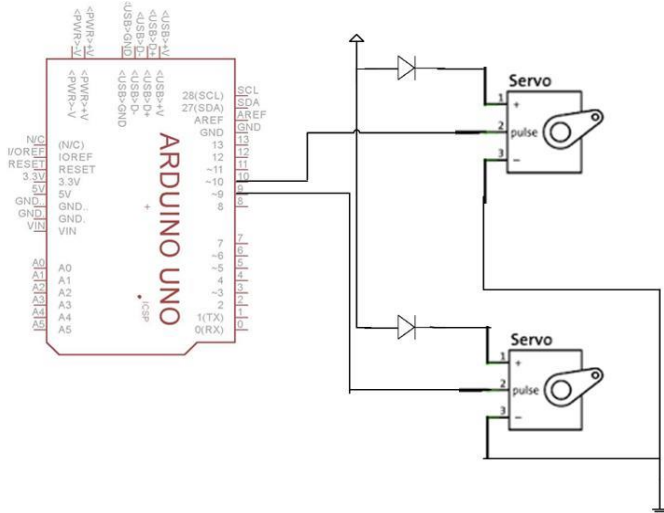 <PWR>-V
<PWR>+V
<USB>GND
<USB>D-
<USB>D+
<USB>+V
<PWR>-V
<PWR>+V
<USB>GND
<USB>D-
<USB>D+
<USB>+V
28(SCL) SCL
27(SDA) SDA
AREF AREF
GND GND
N/C (N/C) 13 13
I/OREF IOREF 12 12
RESET RESET ~11 11
3.3V 3.3V ~10 10
5V 5V ~9 9
GND.. GND.. 8 8
GND. GND.
VIN VIN
7 7
~6 6
A0 A0 ~5 5
A1 A1 4 4
A2 A2 ~3 3
A3 A3 2 2
A4 A4 1(TX) 1
A5 A5 0(RX) 0
ARDUINO UNO
ICSP
Servo
1 +
2 pulse
3 −
Servo
1 +
2 pulse
3 −